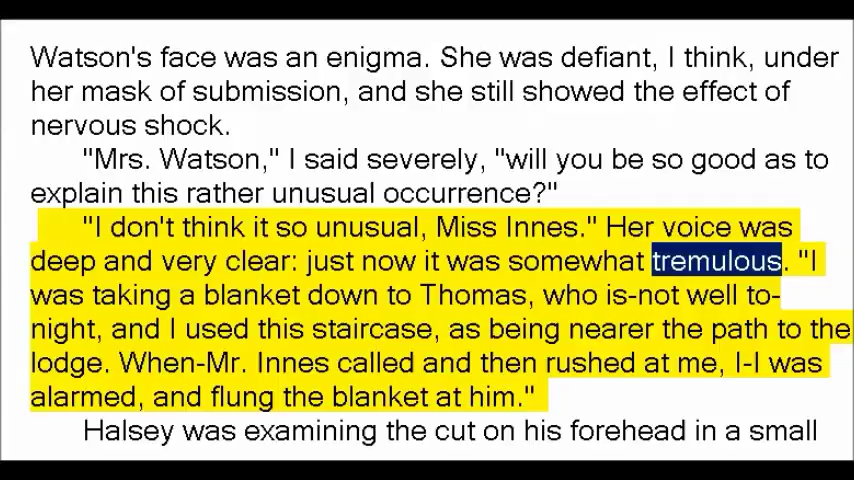 Watson's face was an enigma. She was defiant, I think, under
her mask of submission, and she still showed the effect of
nervous shock.
"Mrs. Watson," I said severely, "will you be so good as to
explain this rather unusual occurrence?"
"I don't think it so unusual, Miss Innes." Her voice was
deep and very clear: just now it was somewhat tremulous. "I
was taking a blanket down to Thomas, who is-not well to-
night, and I used this staircase, as being nearer the path to the
lodge. When-Mr. Innes called and then rushed at me, I-I was
alarmed, and flung the blanket at him."
Halsey was examining the cut on his forehead in a small